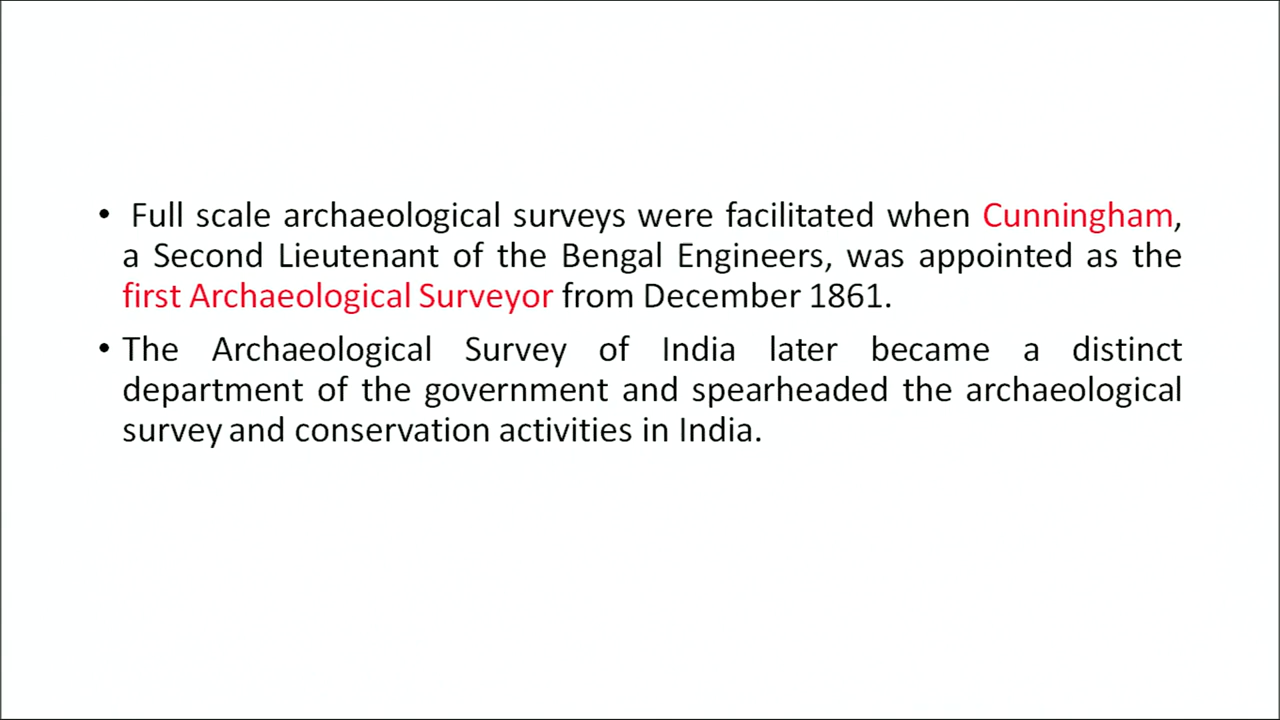 • Full scale archaeological surveys were facilitated when Cunningham,
a Second Lieutenant of the Bengal Engineers, was appointed as the
first Archaeological Surveyor from December 1861.
• The Archaeological Survey of India later became a distinct
department of the government and spearheaded the archaeological
survey and conservation activities in India.